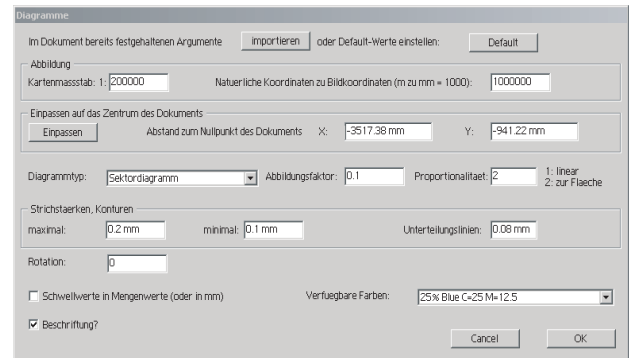 Diagramme
Im Dokument bereits festgehaltenen Argumente importieren oder Default-Werte einstellen: Default
Abbildung
Kartenmassstab: 1: 200000 Natuerliche Koordinaten zu Bildkoordinaten (m zu mm = 1000): 1000000
Einpassen auf das Zentrum des Dokuments
Einpassen Abstand zum Nullpunkt des Dokuments X: -3517.38 mm Y: -941.22 mm
Diagrammtyp: Sektordiagramm Abbildungsfaktor: 0.1 Proportionalitaet: 2 1: linear
2: zur Flaeche
Strichstaerken, Konturen
maximal: 0.2 mm minimal: 0.1 mm Unterteilungslinien: 0.08 mm
Rotation: 0
Schwellwerte in Mengenwerte (oder in mm) Verfuegbare Farben: 25% Blue C=25 M=12.5
Beschriftung?
Cancel OK